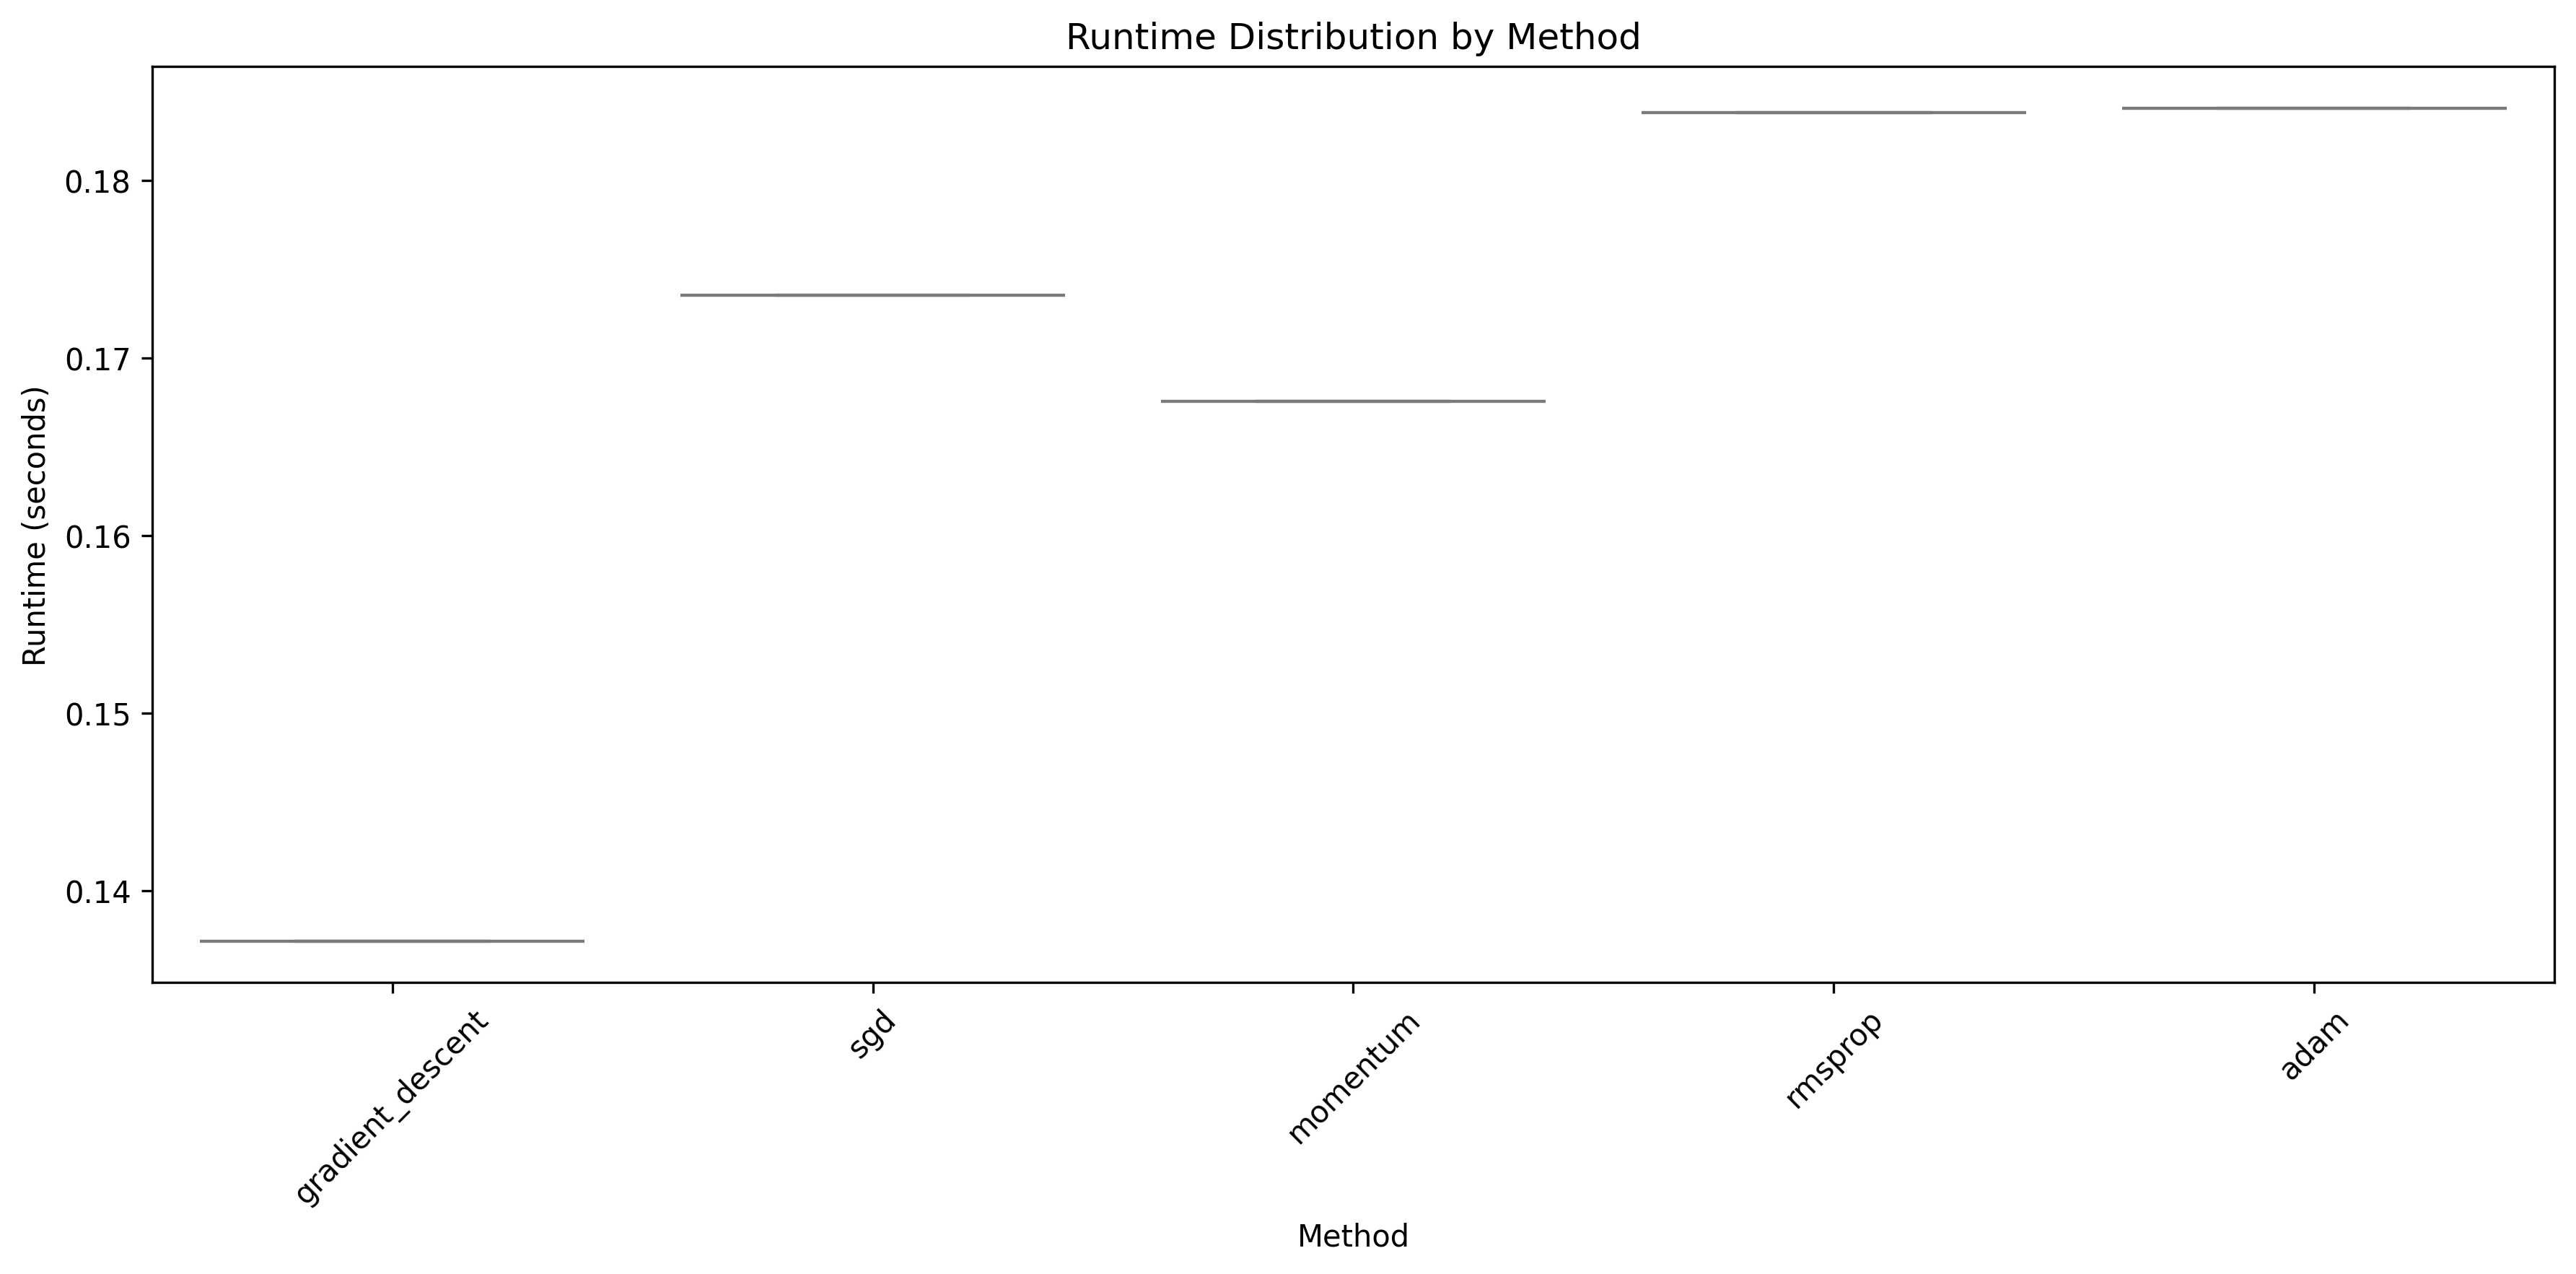 Runtime Distribution by Method
Runtime (seconds)
0.18
0.17
0.16
0.15
0.14
gradient_descent
sgd
momentum
rmsprop
adam
Method